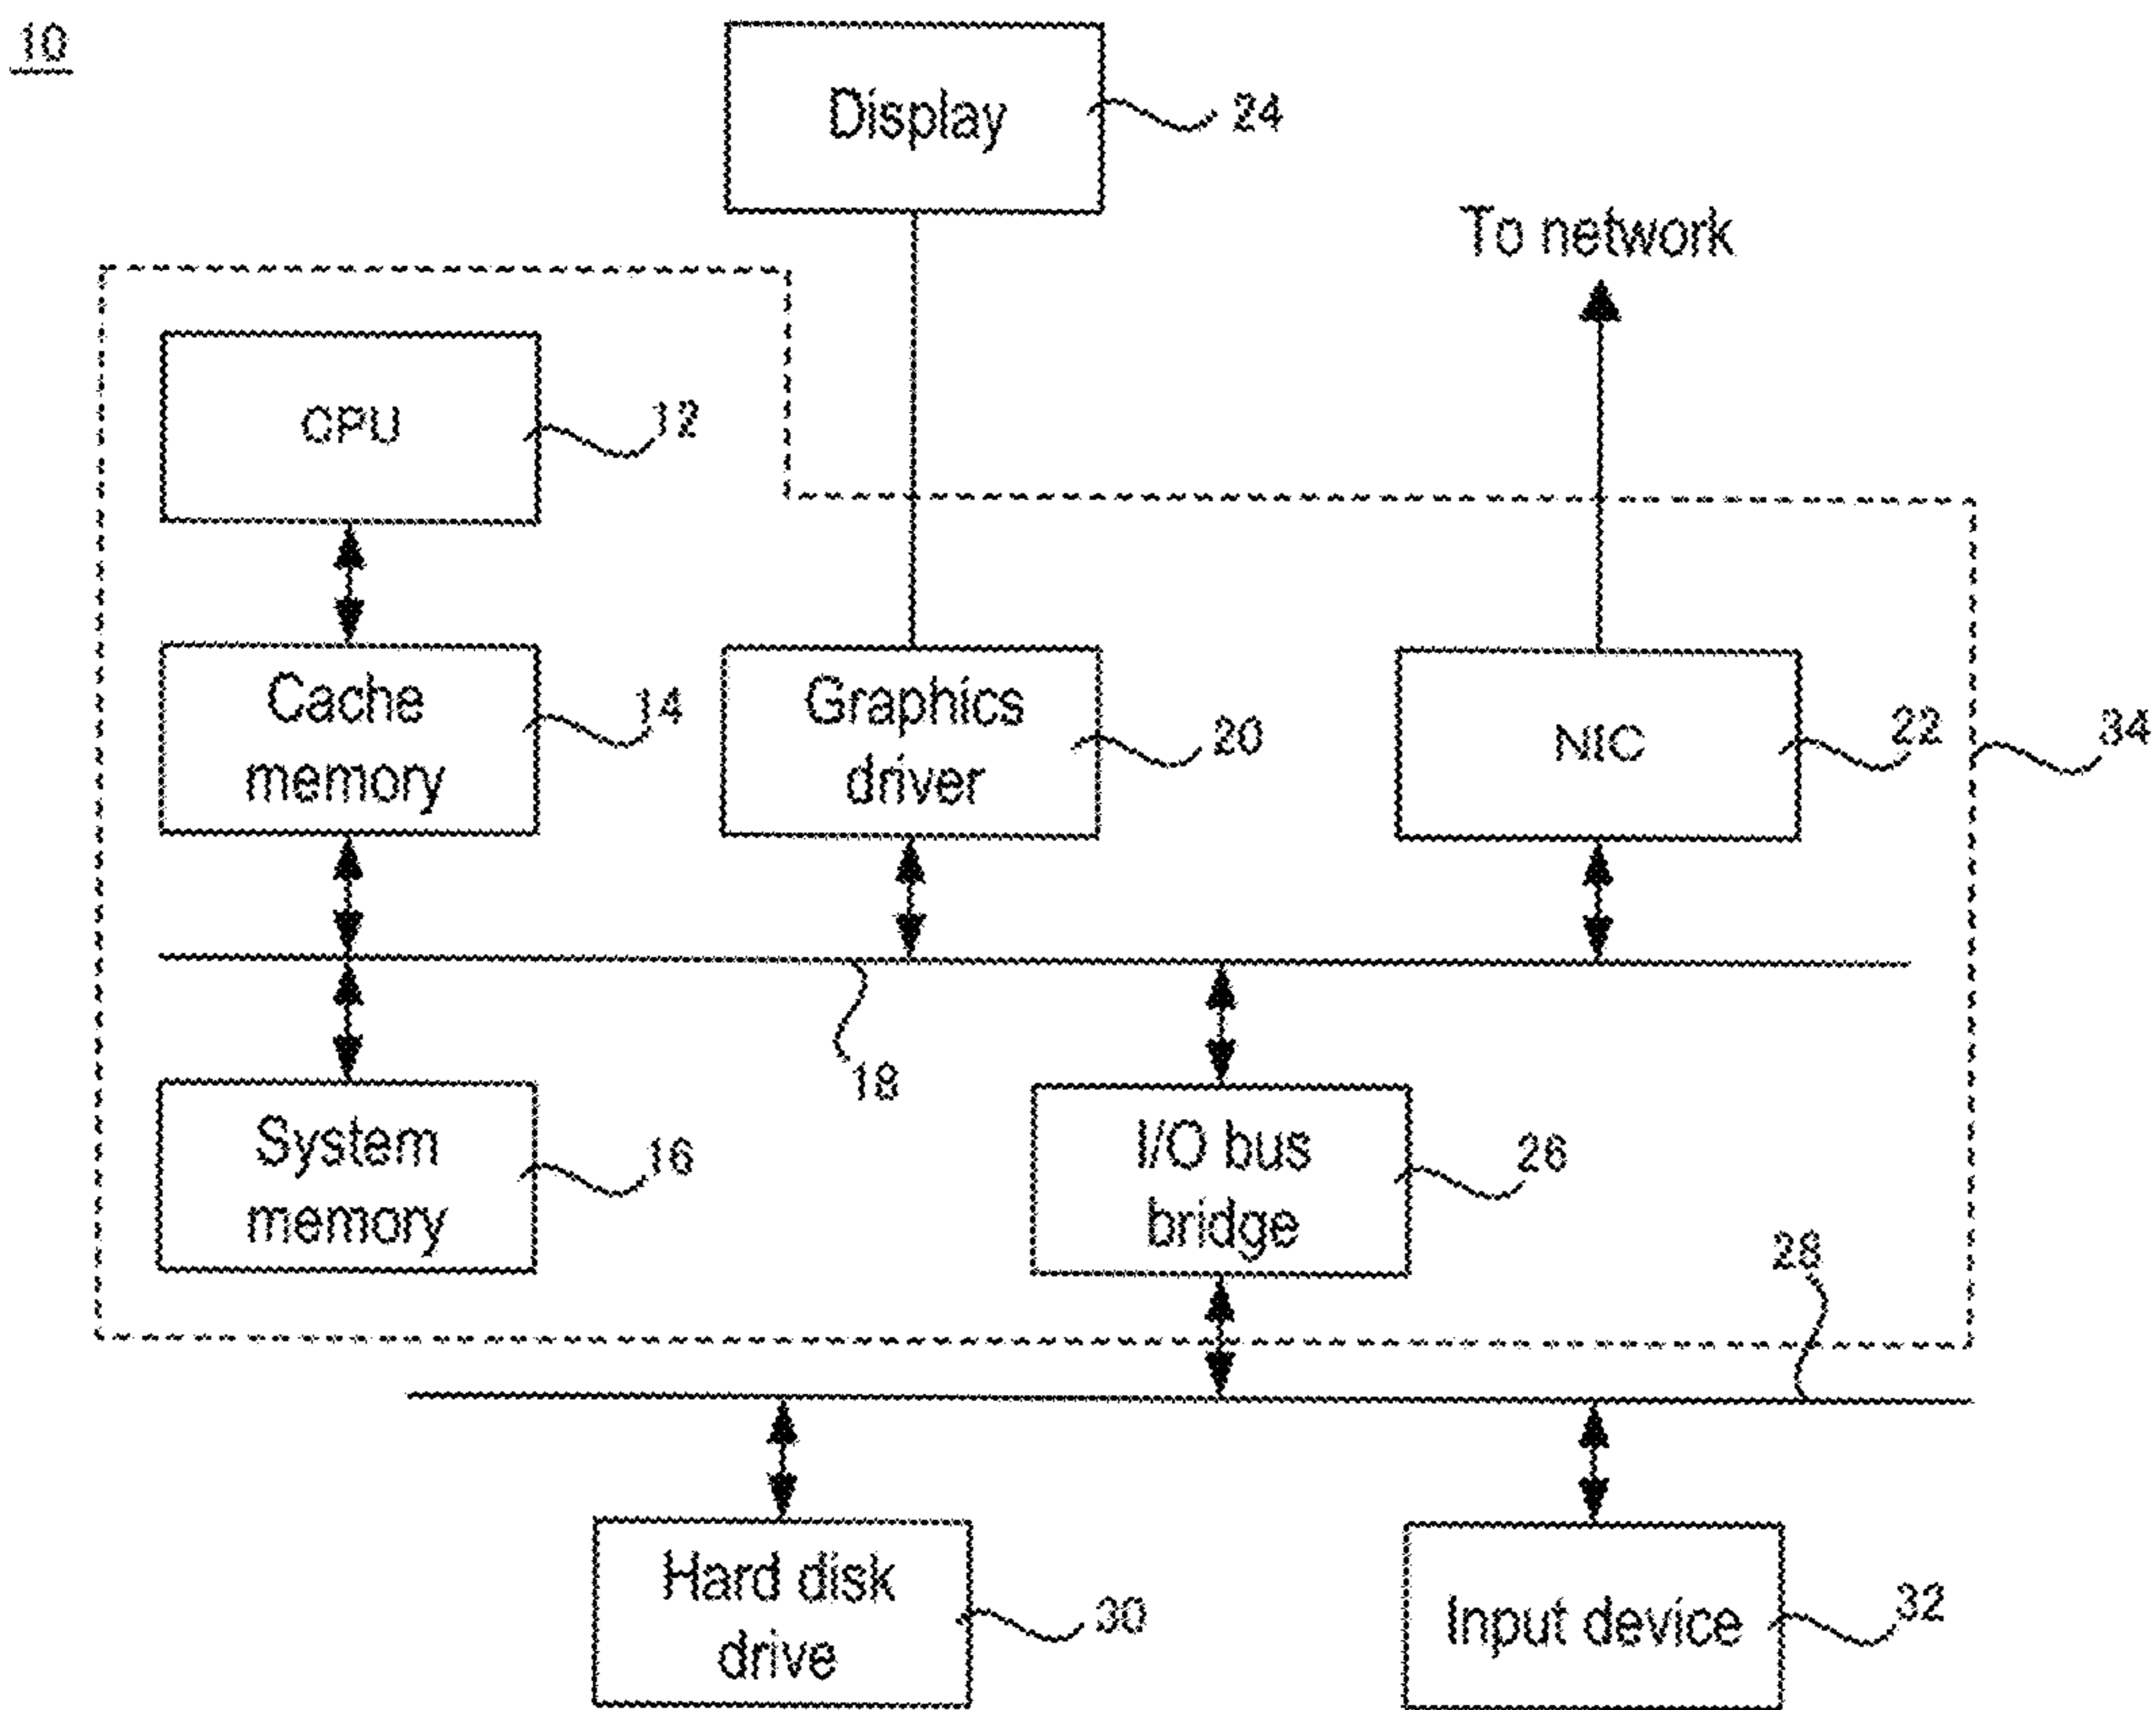 10
Display
24
To network
CPU
12
Cache
memory
14
Graphics
driver
20
NIC
22
34
18
System
memory
16
I/O bus
bridge
26
28
Hard disk
drive
30
Input device
32